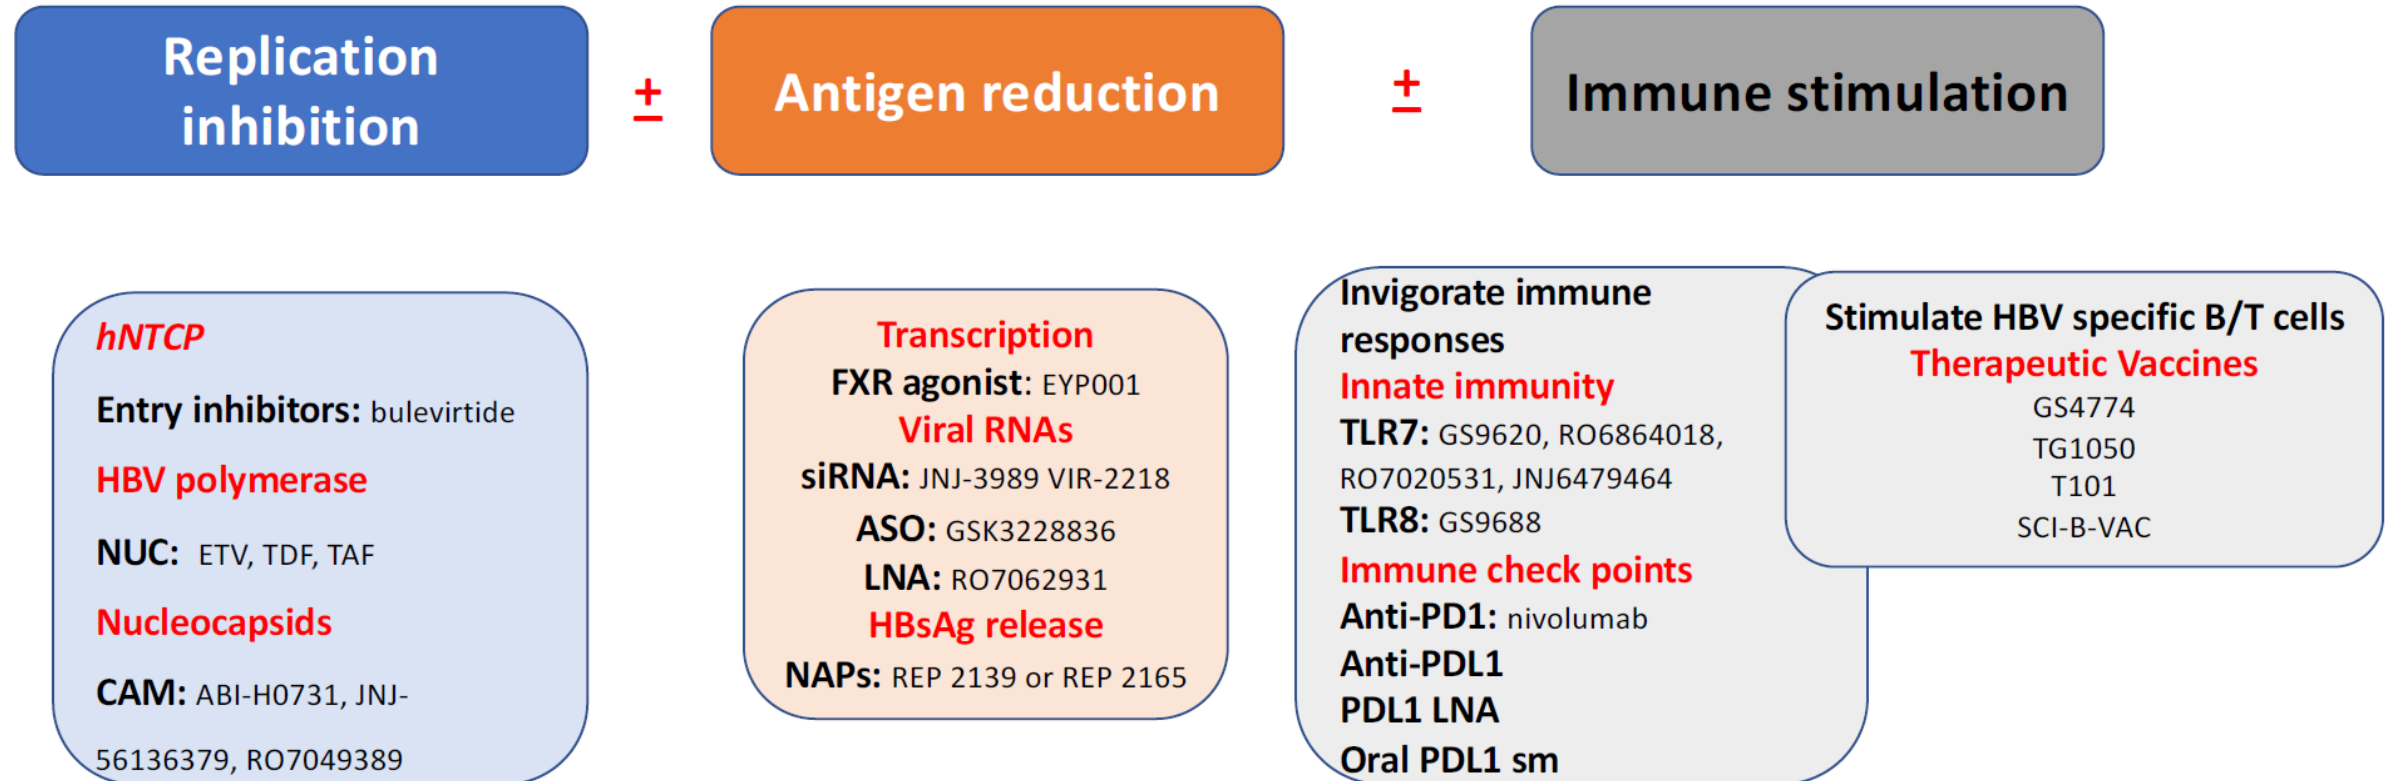 Replication
inhibition
±
Antigen reduction
±
Immune stimulation
hNTCP
Entry inhibitors: bulevirtide
HBV polymerase
NUC: ETV, TDF, TAF
Nucleocapsids
CAM: ABI-H0731, JNJ-
56136379, RO7049389
Transcription
FXR agonist: EYP001
Viral RNAs
siRNA: JNJ-3989 VIR-2218
ASO: GSK3228836
LNA: RO7062931
HBsAg release
NAPs: REP 2139 or REP 2165
Invigorate immune
responses
Innate immunity
TLR7: GS9620, RO6864018,
RO7020531, JNJ6479464
TLR8: GS9688
Immune check points
Anti-PD1: nivolumab
Anti-PDL1
PDL1 LNA
Oral PDL1 sm
Stimulate HBV specific B/T cells
Therapeutic Vaccines
GS4774
TG1050
T101
SCI-B-VAC